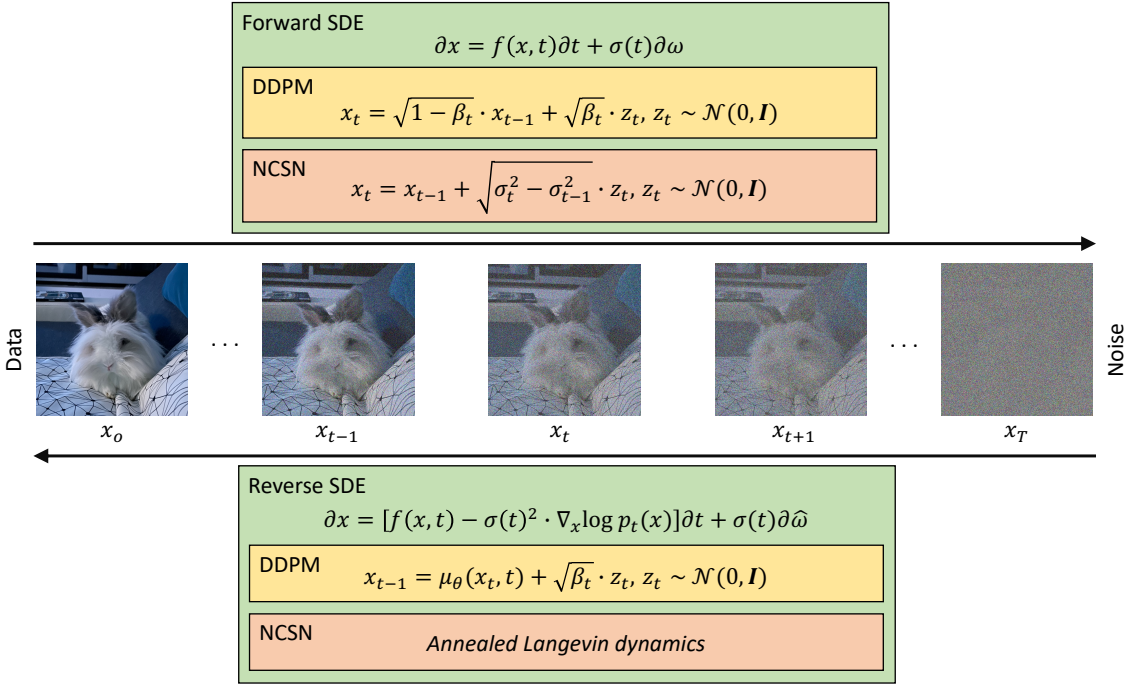 Forward SDE
∂x = f(x, t)∂t + σ(t)∂ω
DDPM
x_t = √(1 − β_t) · x_{t−1} + √(β_t) · z_t, z_t ~ 𝒩(0, I)
NCSN
x_t = x_{t−1} + √(σ_t^2 − σ_{t−1}^2) · z_t, z_t ~ 𝒩(0, I)
Data
. . .
. . .
Noise
x_o
x_{t−1}
x_t
x_{t+1}
x_T
Reverse SDE
∂x = [f(x, t) − σ(t)^2 · ∇_x log p_t(x)]∂t + σ(t)∂ω̂
DDPM
x_{t−1} = μ_θ(x_t, t) + √(β_t) · z_t, z_t ~ 𝒩(0, I)
NCSN
Annealed Langevin dynamics